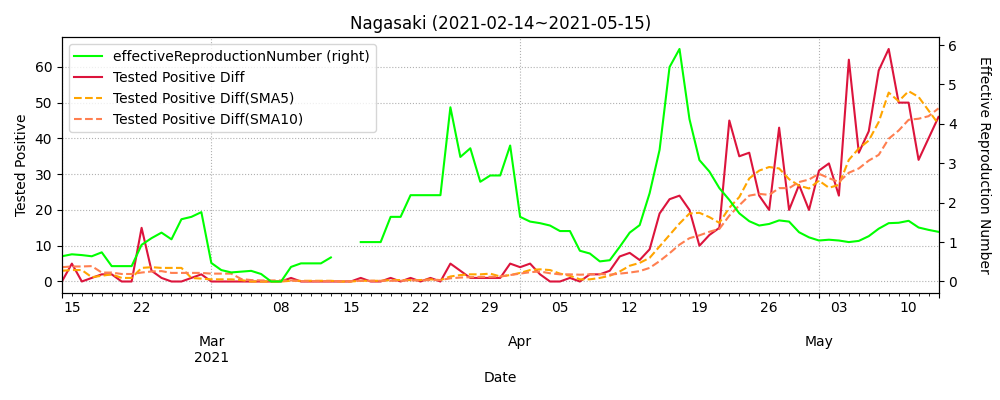 Nagasaki (2021-02-14~2021-05-15)
effectiveReproductionNumber (right)
Tested Positive Diff
Tested Positive Diff(SMA5)
Tested Positive Diff(SMA10)
Tested Positive
60
50
40
30
20
10
0
6
5
4
3
2
1
0
Effective Reproduction Number
15 22 08 15 22 29 05 12 19 26 03 10
Mar Apr May
2021
Date